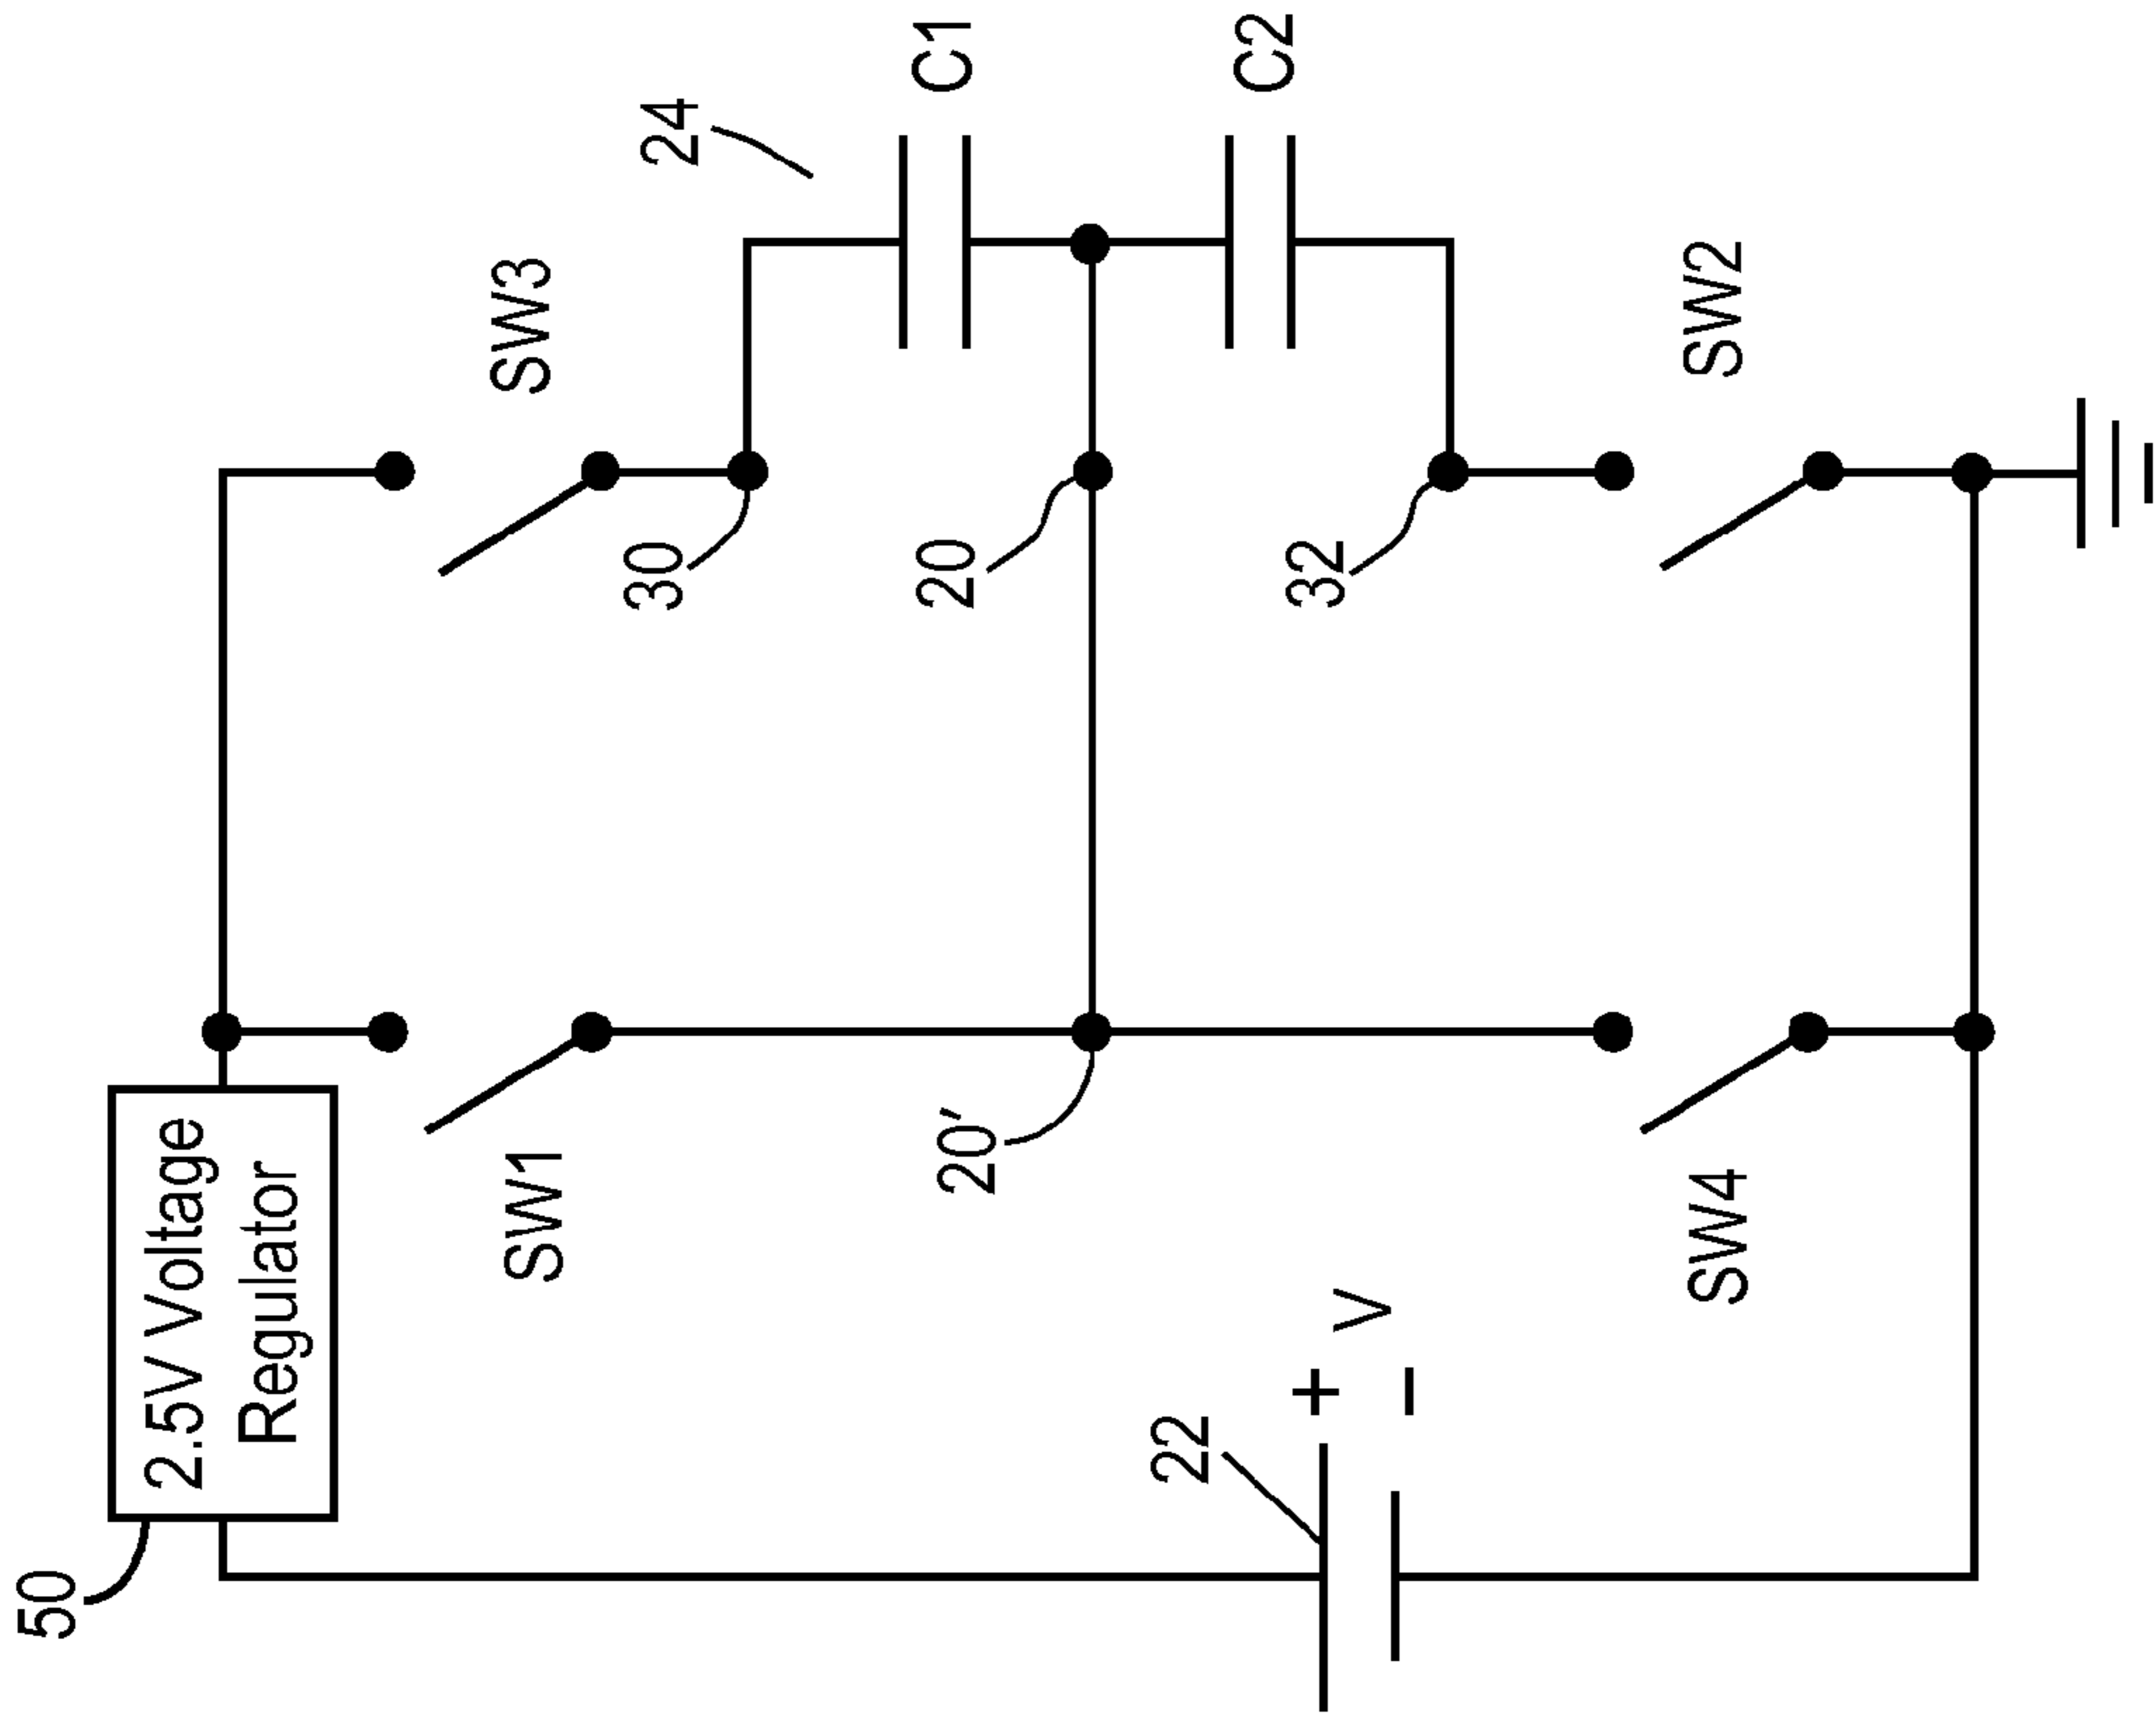 50
2.5V Voltage
Regulator
SW1
SW3
24
C1
30
20'
20
C2
22
+
V
−
32
SW4
SW2